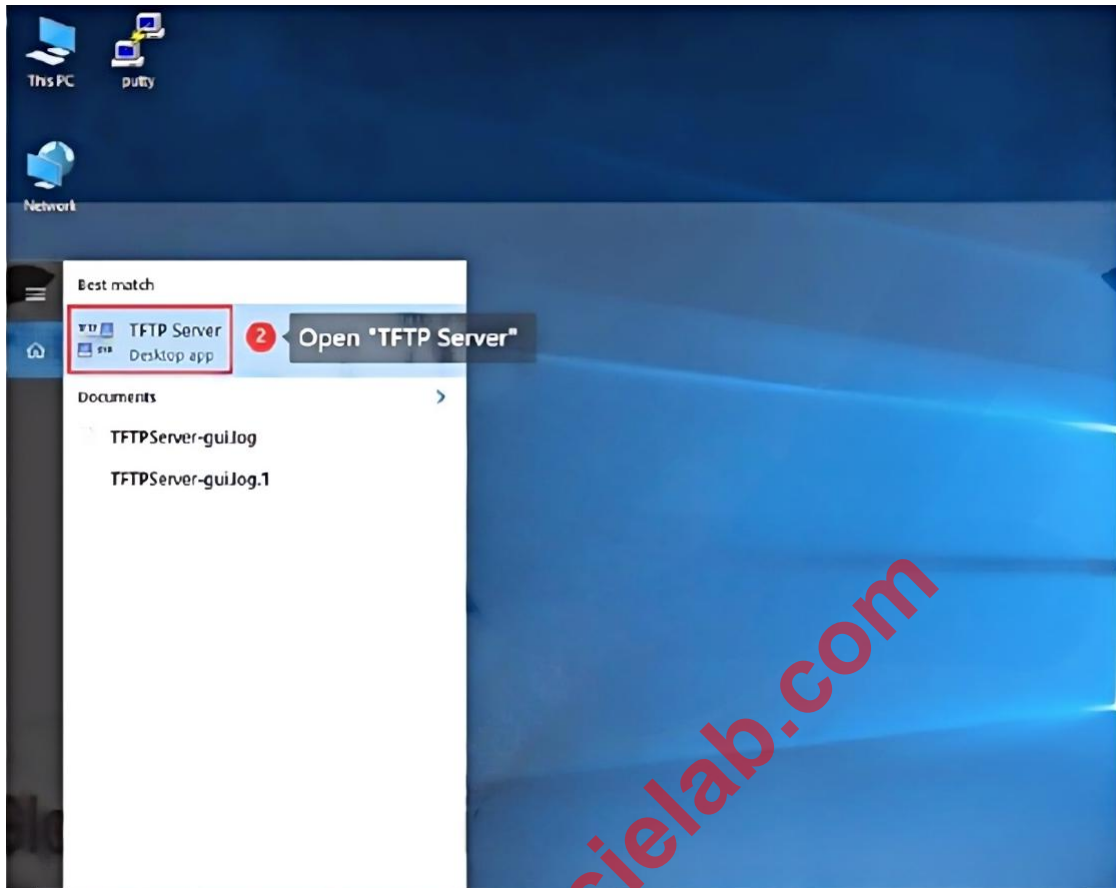 This PC
putty
Network
Best match
TFTP Server
Desktop app
2
Open "TFTP Server"
Documents
TFTPServer-gui.log
TFTPServer-gui.log.1
cielab.com